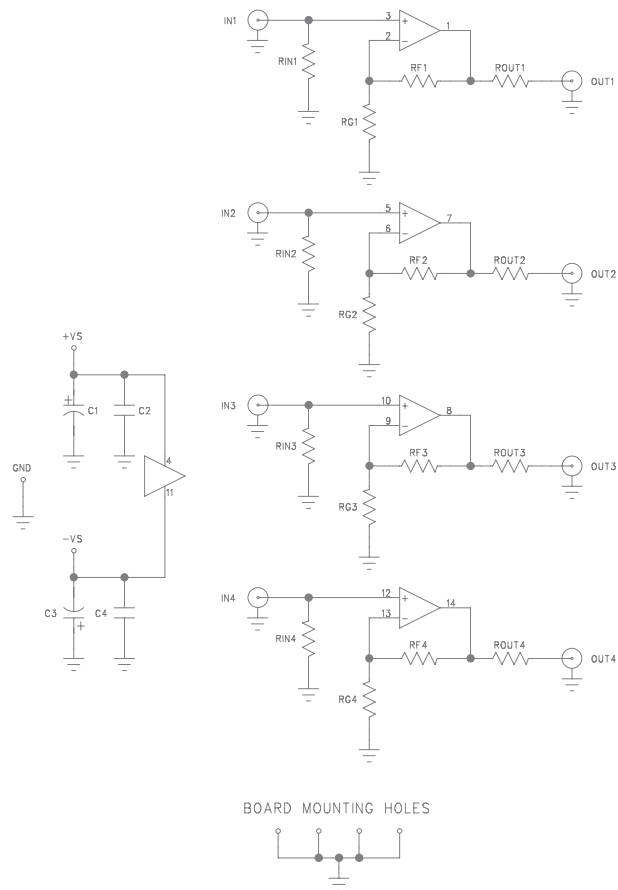 IN1
3
+
2
−
1
RIN1
RF1
ROUT1
OUT1
RG1
IN2
5
+
6
−
7
RIN2
RF2
ROUT2
OUT2
RG2
+VS
+
C1
C2
4
11
GND
−VS
C3
C4
+
IN3
10
+
9
−
8
RIN3
RF3
ROUT3
OUT3
RG3
IN4
12
+
13
−
14
RIN4
RF4
ROUT4
OUT4
RG4
BOARD MOUNTING HOLES